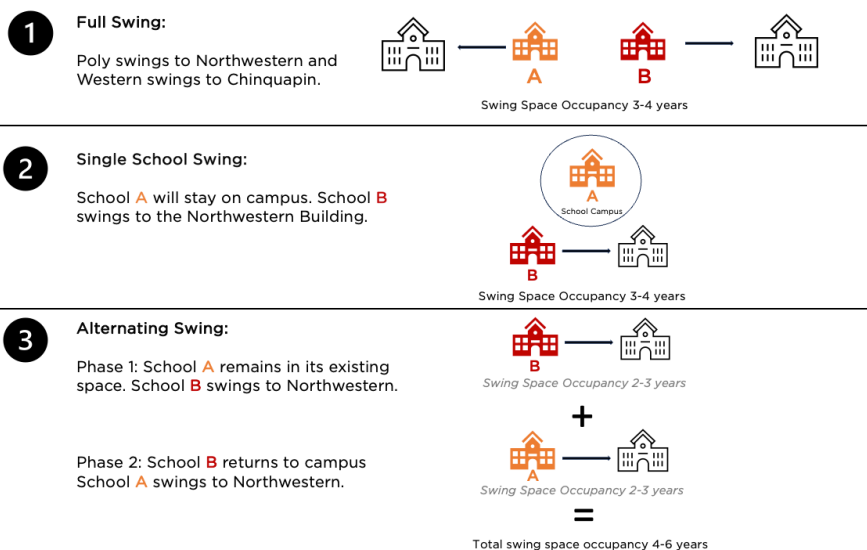 1
Full Swing:
Poly swings to Northwestern and
Western swings to Chinquapin.
A
B
Swing Space Occupancy 3-4 years
2
Single School Swing:
School A will stay on campus. School B
swings to the Northwestern Building.
A
School Campus
B
Swing Space Occupancy 3-4 years
3
Alternating Swing:
Phase 1: School A remains in its existing
space. School B swings to Northwestern.
B
Swing Space Occupancy 2-3 years
+
Phase 2: School B returns to campus
School A swings to Northwestern.
A
Swing Space Occupancy 2-3 years
=
Total swing space occupancy 4-6 years